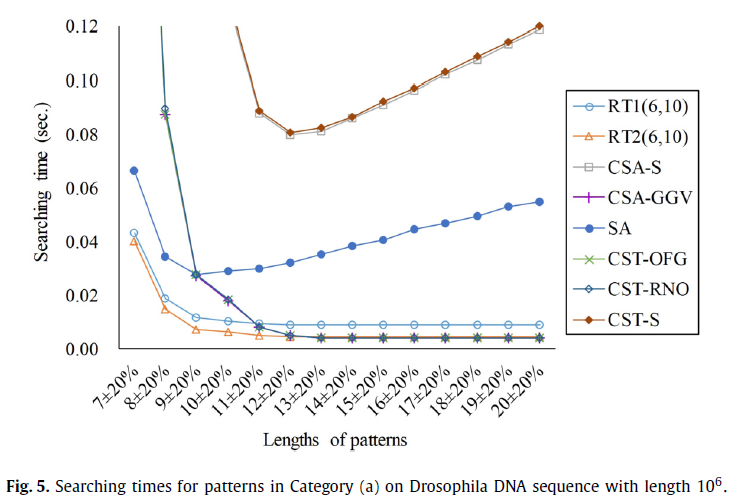 0.12
0.10
0.08
0.06
0.04
0.02
0.00
Searching time (sec.)
7±20%
8±20%
9±20%
10±20%
11±20%
12±20%
13±20%
14±20%
15±20%
16±20%
17±20%
18±20%
19±20%
20±20%
Lengths of patterns
RT1(6,10)
RT2(6,10)
CSA-S
CSA-GGV
SA
CST-OFG
CST-RNO
CST-S
Fig. 5. Searching times for patterns in Category (a) on Drosophila DNA sequence with length 10⁶.